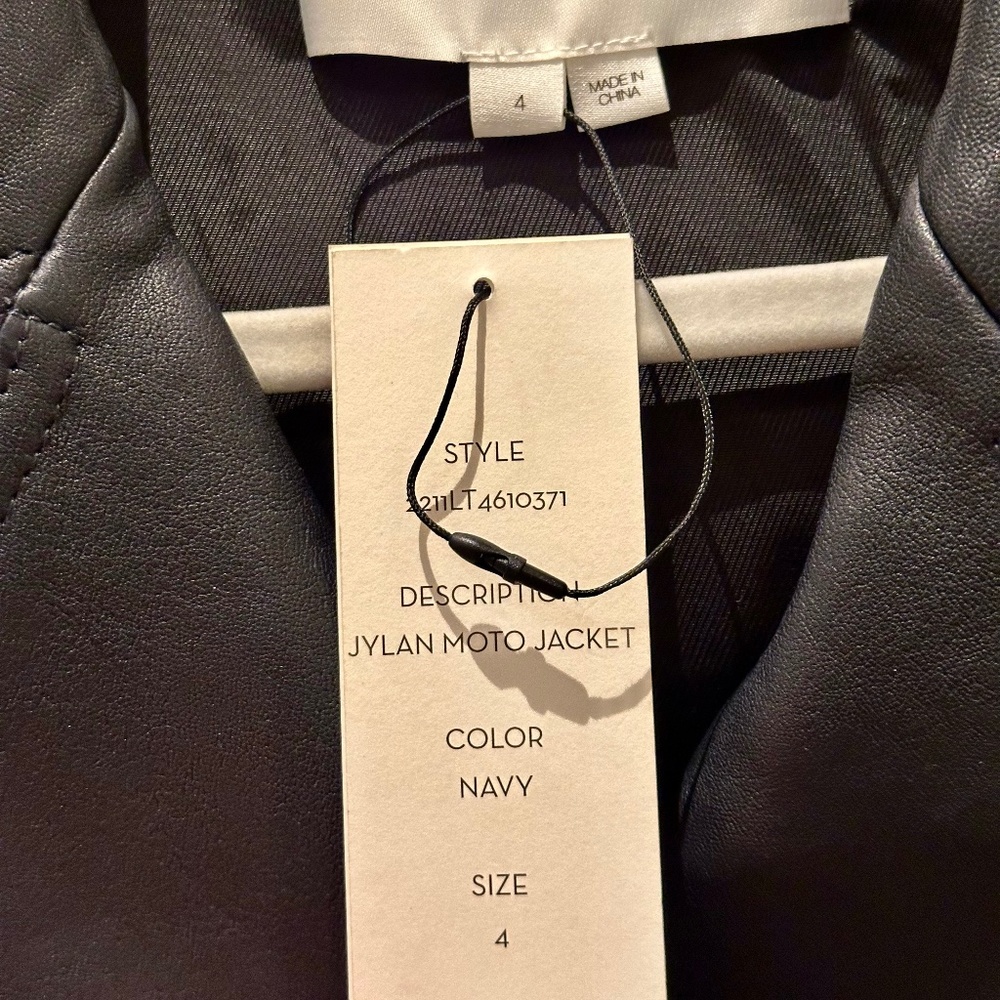 4
MADE IN
CHINA
STYLE
2211LT4610371
DESCRIPTION
JYLAN MOTO JACKET
COLOR
NAVY
SIZE
4